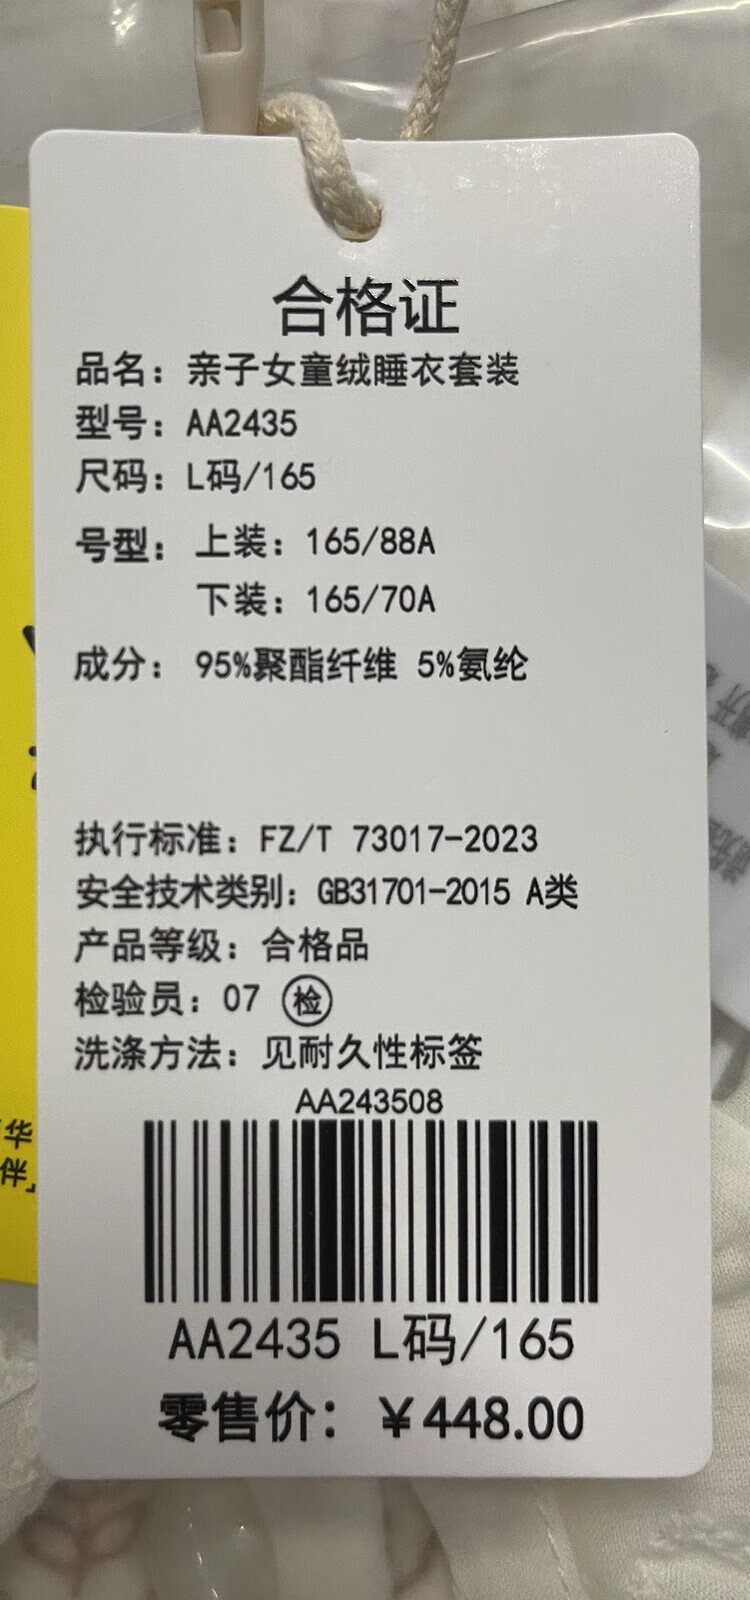 合格证
品名：亲子女童绒睡衣套装
型号：AA2435
尺码：L码/165
号型：上装：165/88A
下装：165/70A
成分：95%聚酯纤维 5%氨纶
执行标准：FZ/T 73017-2023
安全技术类别：GB31701-2015 A类
产品等级：合格品
检验员：07 检
洗涤方法：见耐久性标签
AA243508
AA2435 L码/165
零售价：￥448.00
华
伴」